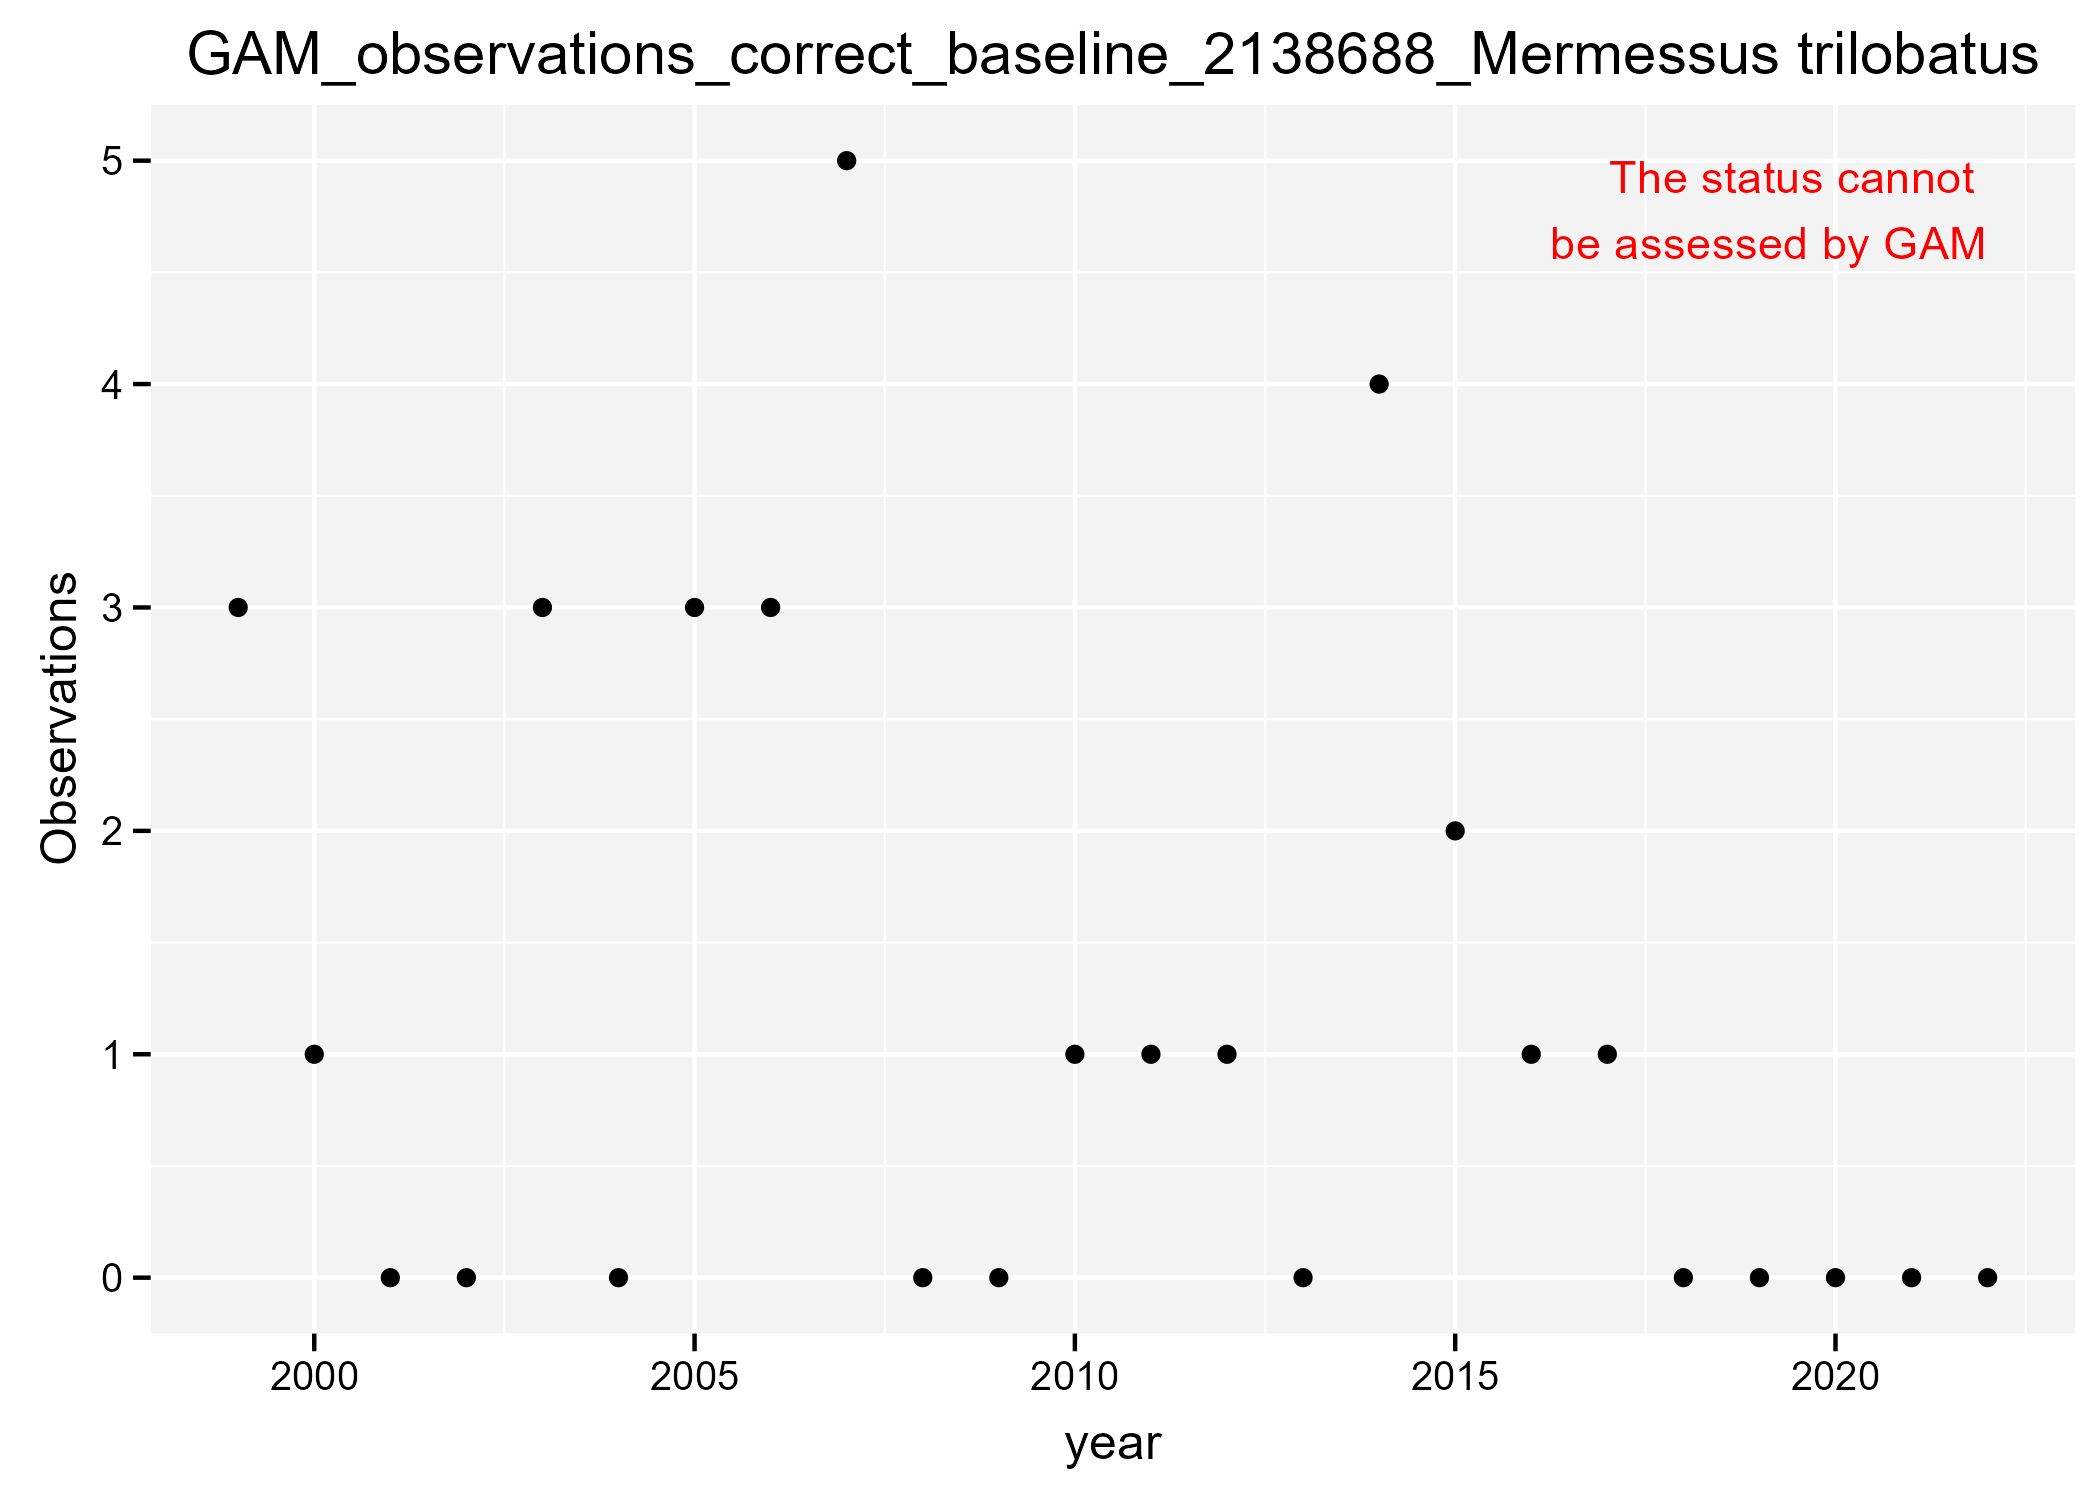 GAM_observations_correct_baseline_2138688_Mermessus trilobatus
The status cannot
be assessed by GAM
5
4
3
2
1
0
Observations
2000 2005 2010 2015 2020
year